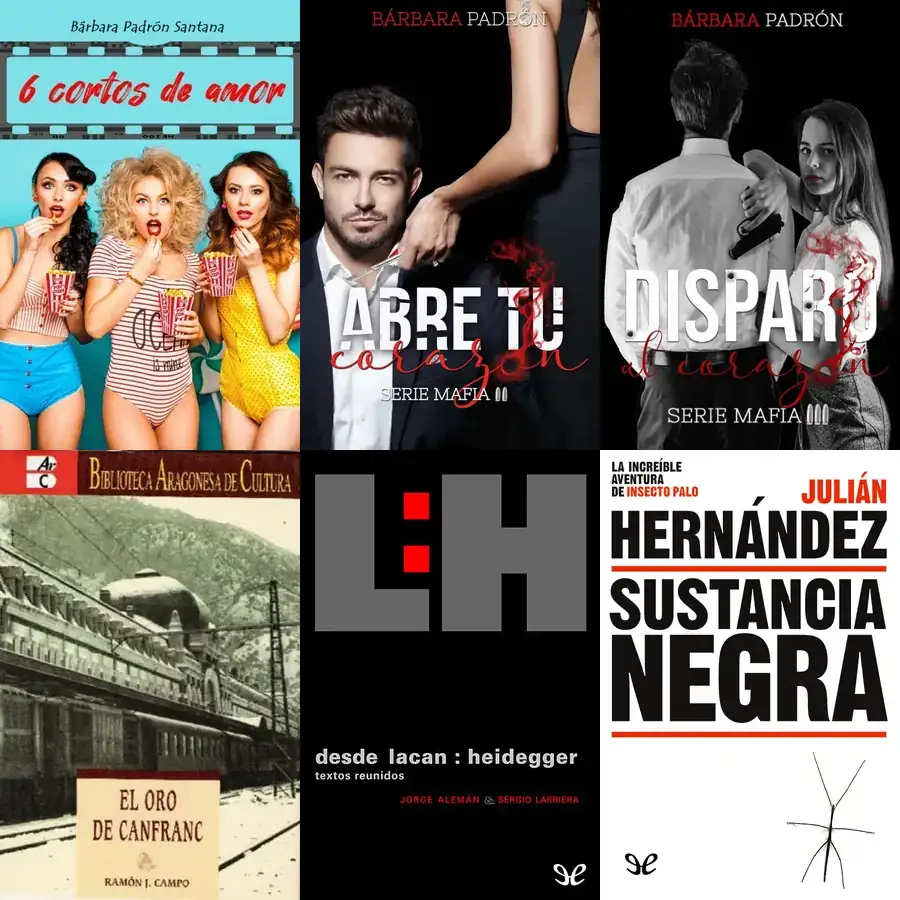 Bárbara Padrón Santana
6 cortos de amor
BÁRBARA PADRÓN
ABRE TU
corazón
SERIE MAFIA II
BÁRBARA PADRÓN
DISPARO
al corazón
SERIE MAFIA III
Ar
C
BIBLIOTECA ARAGONESA DE CULTURA
EL ORO
DE CANFRANC
RAMÓN J. CAMPO
L:H
desde lacan : heidegger
textos reunidos
JORGE ALEMÁN & SERGIO LARRIERA
LA INCREÍBLE
AVENTURA
DE INSECTO PALO
JULIÁN
HERNÁNDEZ
SUSTANCIA
NEGRA